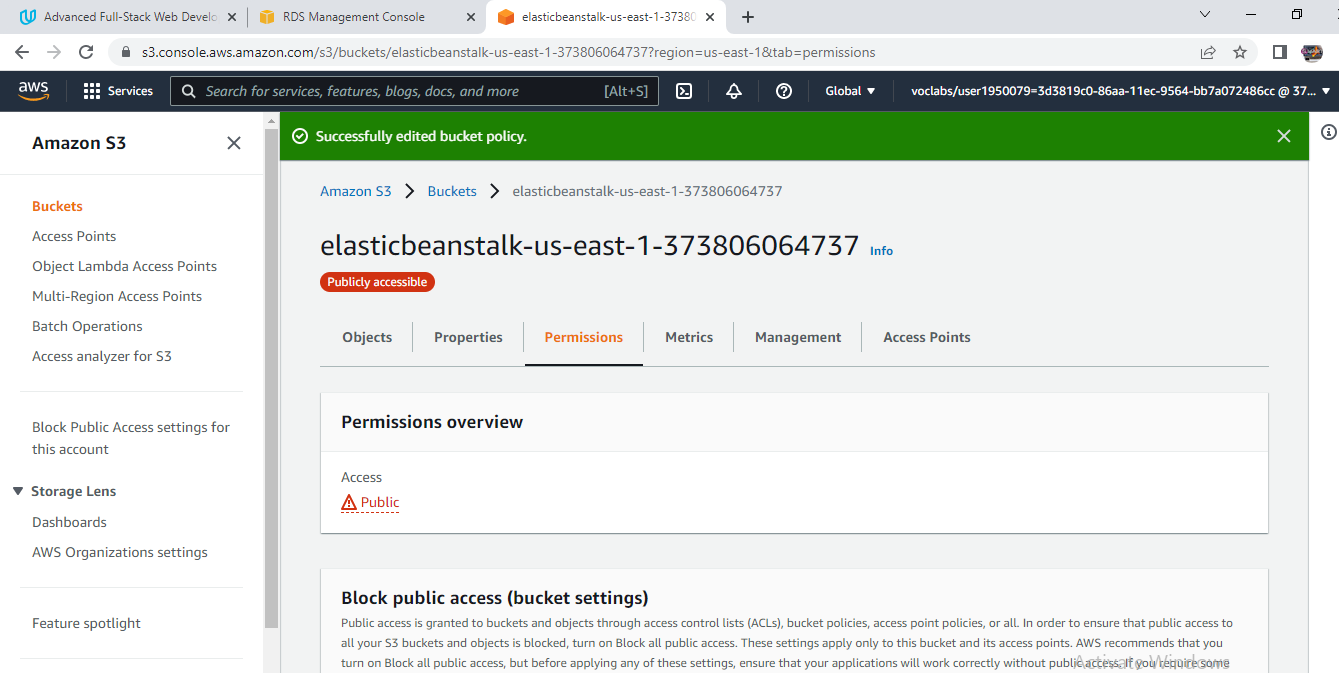 Advanced Full-Stack Web Develo
RDS Management Console
elasticbeanstalk-us-east-1-37380
s3.console.aws.amazon.com/s3/buckets/elasticbeanstalk-us-east-1-373806064737?region=us-east-1&tab=permissions
aws
Services
Search for services, features, blogs, docs, and more
[Alt+S]
Global
voclabs/user1950079=3d3819c0-86aa-11ec-9564-bb7a072486cc @ 37...
Amazon S3
Buckets
Access Points
Object Lambda Access Points
Multi-Region Access Points
Batch Operations
Access analyzer for S3
Block Public Access settings for
this account
Storage Lens
Dashboards
AWS Organizations settings
Feature spotlight
Successfully edited bucket policy.
Amazon S3
Buckets
elasticbeanstalk-us-east-1-373806064737
elasticbeanstalk-us-east-1-373806064737
Info
Publicly accessible
Objects
Properties
Permissions
Metrics
Management
Access Points
Permissions overview
Access
Public
Block public access (bucket settings)
Public access is granted to buckets and objects through access control lists (ACLs), bucket policies, access point policies, or all. In order to ensure that public access to
all your S3 buckets and objects is blocked, turn on Block all public access. These settings apply only to this bucket and its access points. AWS recommends that you
turn on Block all public access, but before applying any of these settings, ensure that your applications will work correctly without public access. If you require some
Activate Windows